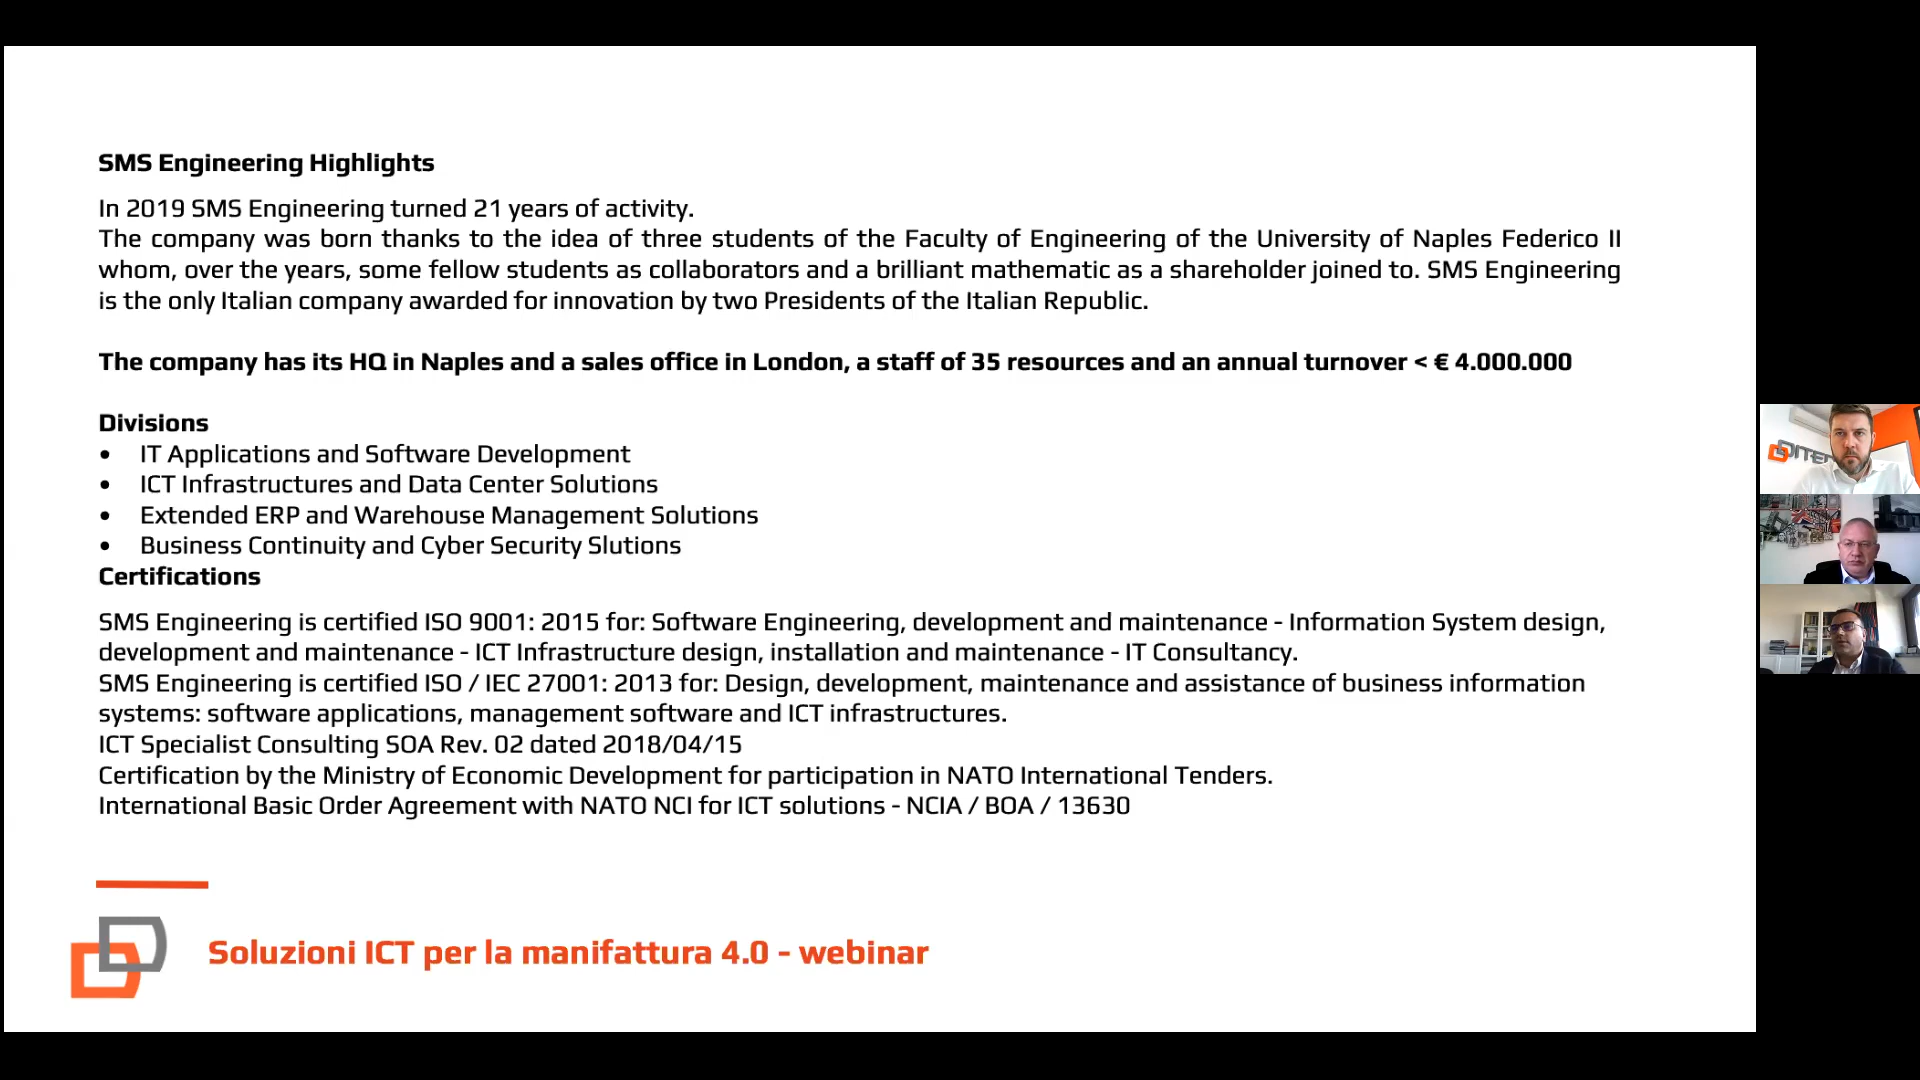 SMS Engineering Highlights
In 2019 SMS Engineering turned 21 years of activity.
The company was born thanks to the idea of three students of the Faculty of Engineering of the University of Naples Federico II
whom, over the years, some fellow students as collaborators and a brilliant mathematic as a shareholder joined to. SMS Engineering
is the only Italian company awarded for innovation by two Presidents of the Italian Republic.
The company has its HQ in Naples and a sales office in London, a staff of 35 resources and an annual turnover < € 4.000.000
Divisions
• IT Applications and Software Development
• ICT Infrastructures and Data Center Solutions
• Extended ERP and Warehouse Management Solutions
• Business Continuity and Cyber Security Slutions
Certifications
SMS Engineering is certified ISO 9001: 2015 for: Software Engineering, development and maintenance - Information System design,
development and maintenance - ICT Infrastructure design, installation and maintenance - IT Consultancy.
SMS Engineering is certified ISO / IEC 27001: 2013 for: Design, development, maintenance and assistance of business information
systems: software applications, management software and ICT infrastructures.
ICT Specialist Consulting SOA Rev. 02 dated 2018/04/15
Certification by the Ministry of Economic Development for participation in NATO International Tenders.
International Basic Order Agreement with NATO NCI for ICT solutions - NCIA / BOA / 13630
Soluzioni ICT per la manifattura 4.0 - webinar